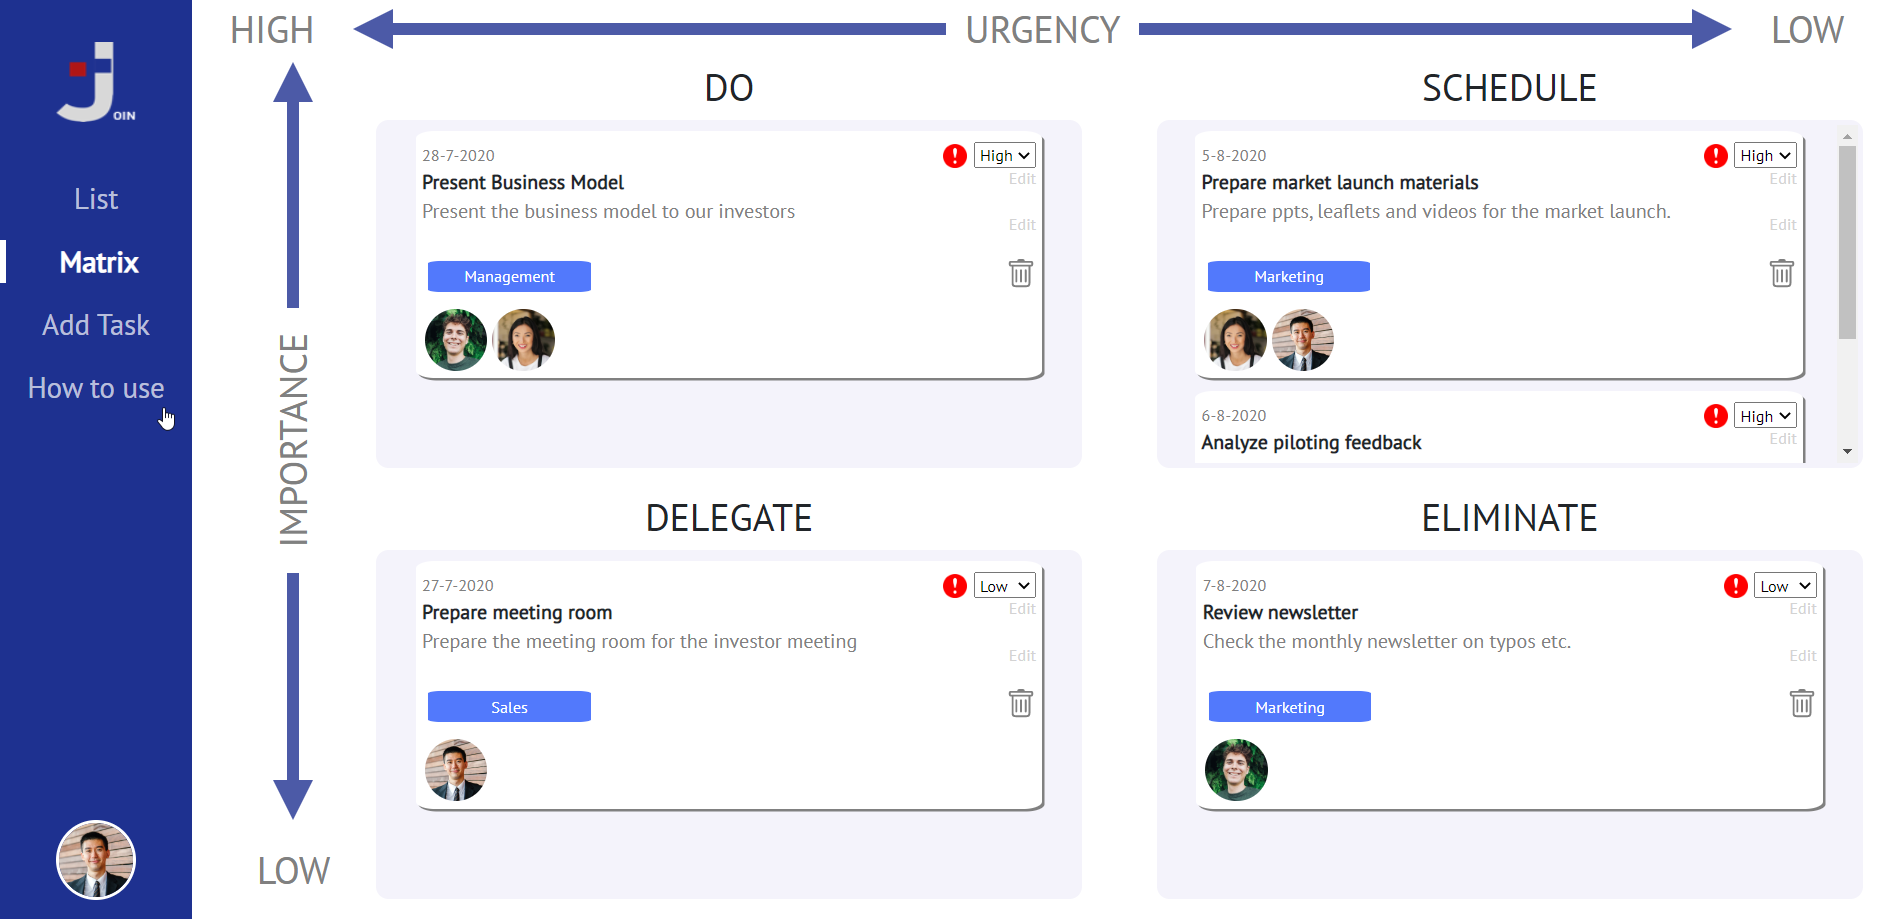 OIN
List
Matrix
Add Task
How to use
HIGH
URGENCY
LOW
IMPORTANCE
LOW
DO
28-7-2020
High
Present Business Model
Edit
Present the business model to our investors
Edit
Management
SCHEDULE
5-8-2020
High
Prepare market launch materials
Edit
Prepare ppts, leaflets and videos for the market launch.
Edit
Marketing
6-8-2020
High
Analyze piloting feedback
Edit
DELEGATE
27-7-2020
Low
Prepare meeting room
Edit
Prepare the meeting room for the investor meeting
Edit
Sales
ELIMINATE
7-8-2020
Low
Review newsletter
Edit
Check the monthly newsletter on typos etc.
Edit
Marketing